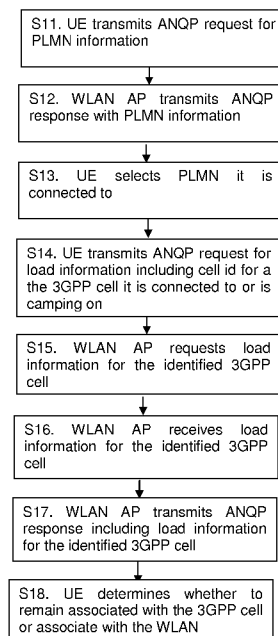 S11. UE transmits ANQP request for
PLMN information
S12. WLAN AP transmits ANQP
response with PLMN information
S13. UE selects PLMN it is
connected to
S14. UE transmits ANQP request for
load information including cell id for a
the 3GPP cell it is connected to or is
camping on
S15. WLAN AP requests load
information for the identified 3GPP
cell
S16. WLAN AP receives load
information for the identified 3GPP
cell
S17. WLAN AP transmits ANQP
response including load information
for the identified 3GPP cell
S18. UE determines whether to
remain associated with the 3GPP cell
or associate with the WLAN